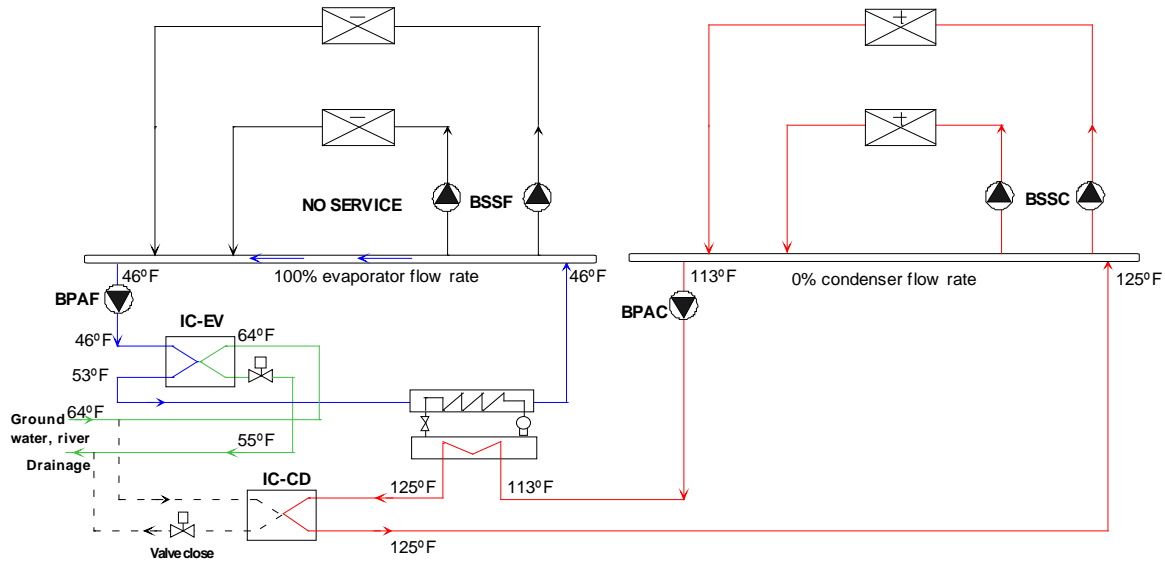 NO SERVICE
BSSF
BSSC
46ºF
100% evaporator flow rate
46ºF
113ºF
0% condenser flow rate
125ºF
BPAF
BPAC
IC-EV
46ºF
64ºF
53ºF
64ºF
Ground
water, river
55ºF
Drainage
IC-CD
125ºF
113ºF
125ºF
Valve close